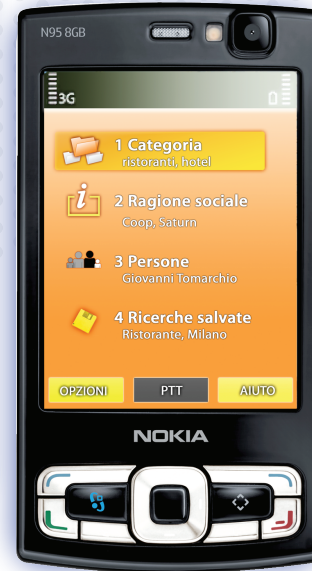 N95 8GB
3G
1 Categoria
ristoranti, hotel
i
2 Ragione sociale
Coop, Saturn
3 Persone
Giovanni Tomarchio
4 Ricerche salvate
Ristorante, Milano
OPZIONI PTT AIUTO
NOKIA